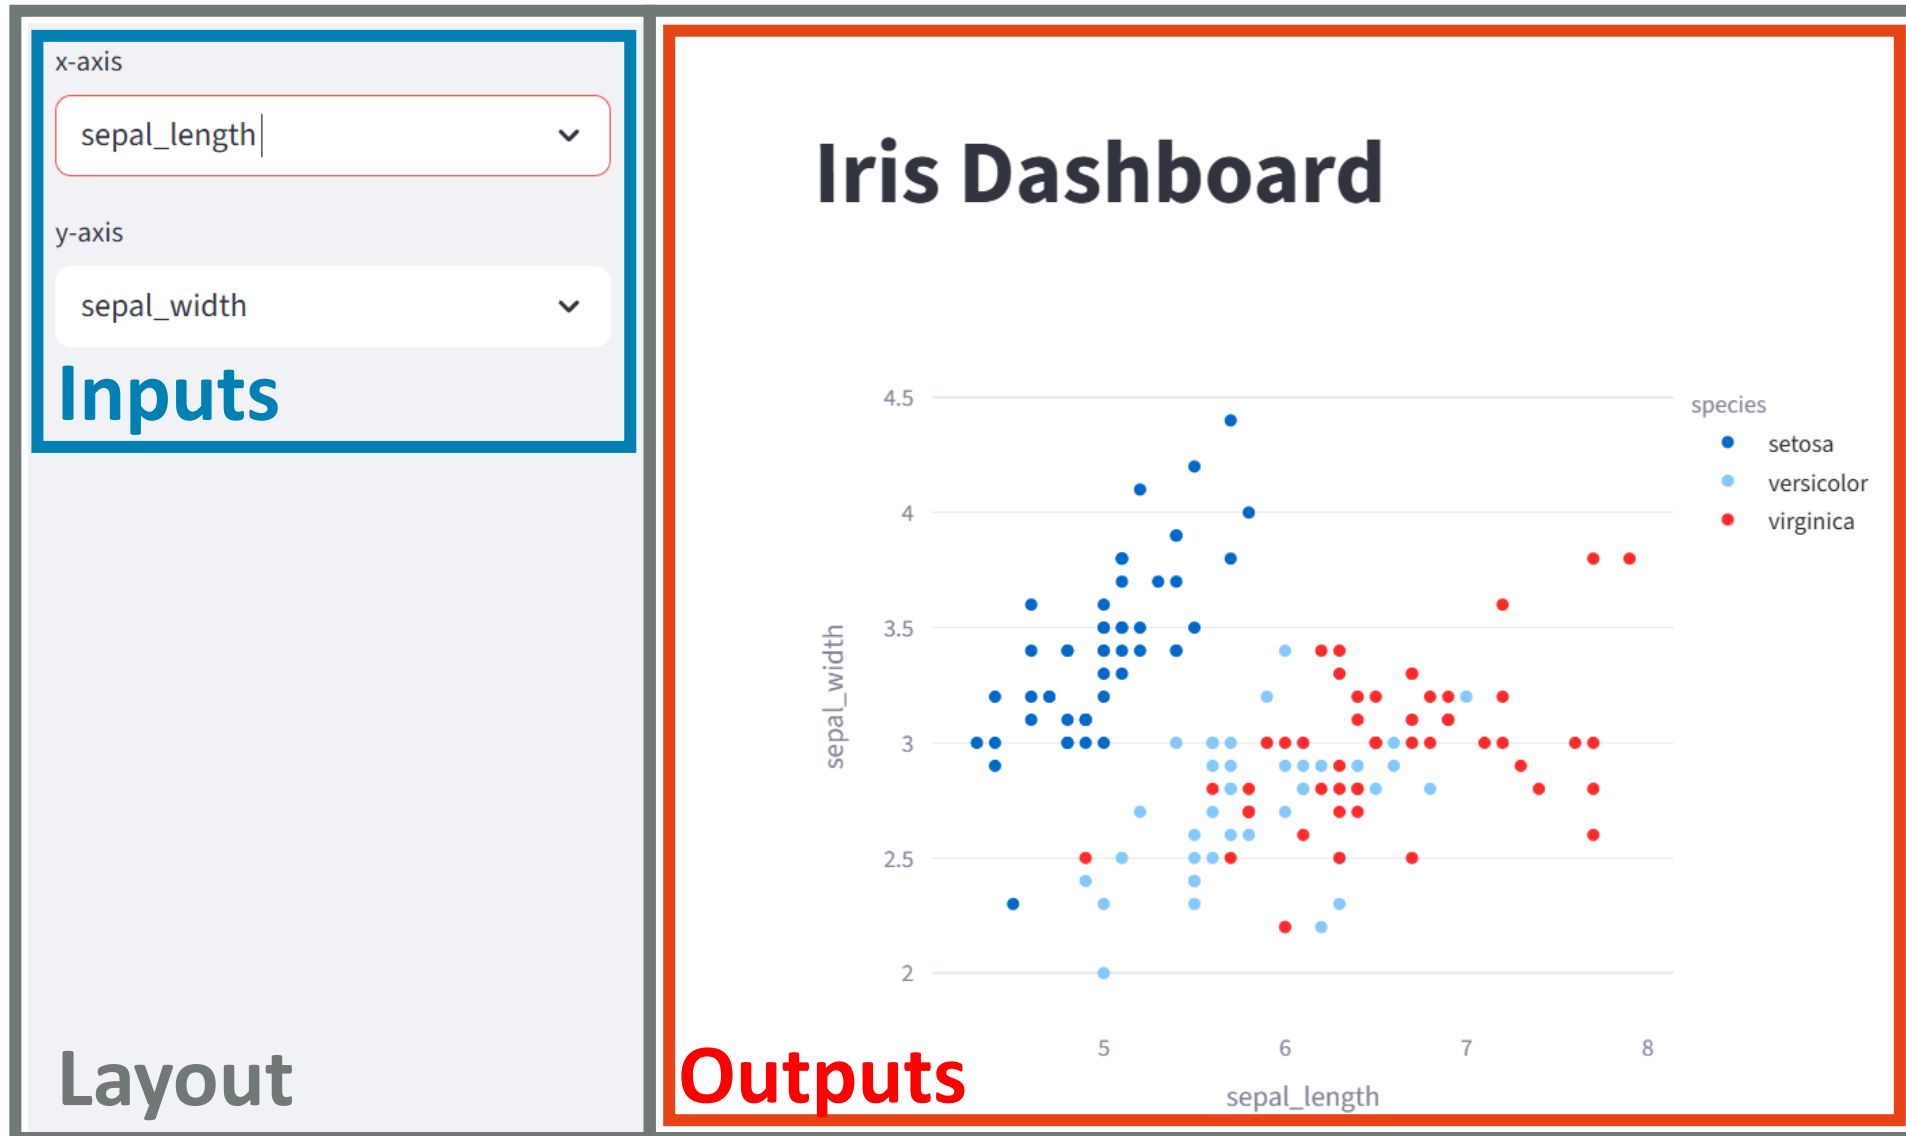 x-axis
sepal_length
y-axis
sepal_width
Inputs
Layout
Iris Dashboard
species
setosa
versicolor
virginica
4.5
4
3.5
3
2.5
2
sepal_width
5 6 7 8
sepal_length
Outputs